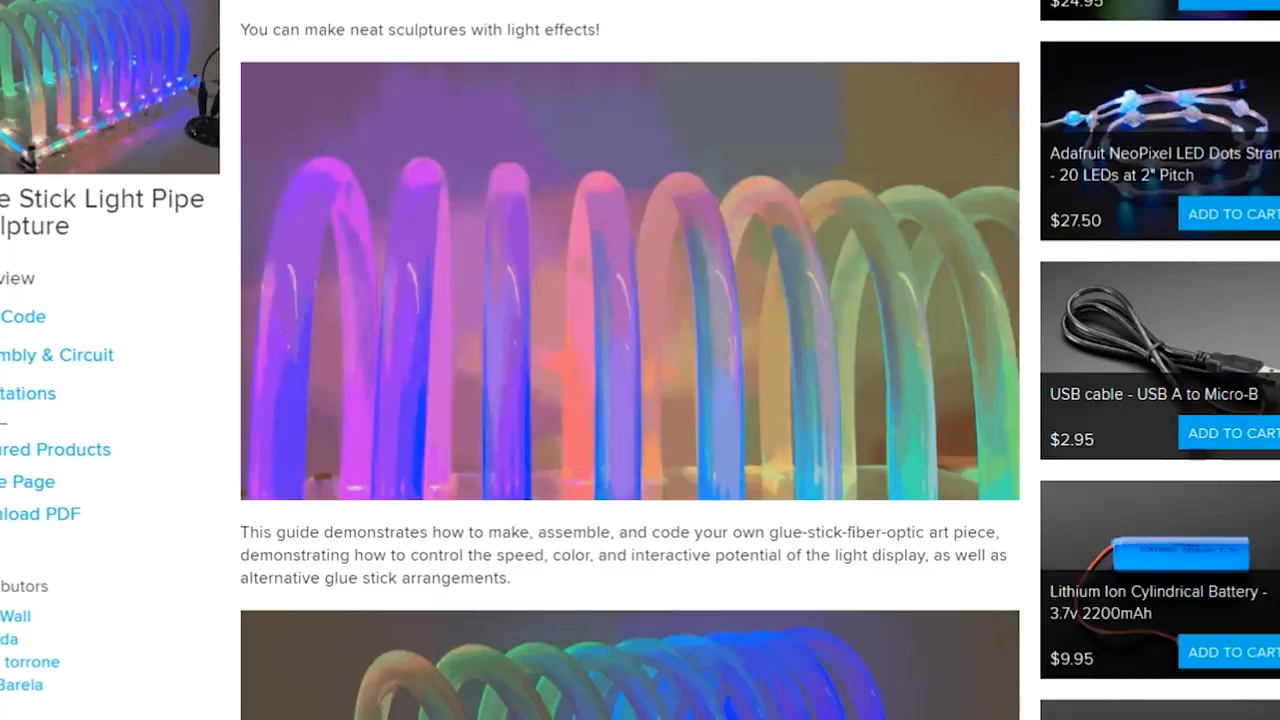 You can make neat sculptures with light effects!
e Stick Light Pipe
lpture
view
Code
mbly & Circuit
tations
ured Products
e Page
nload PDF
butors
Wall
da
torrone
Barela
This guide demonstrates how to make, assemble, and code your own glue-stick-fiber-optic art piece,
demonstrating how to control the speed, color, and interactive potential of the light display, as well as
alternative glue stick arrangements.
$24.95
Adafruit NeoPixel LED Dots Stran
- 20 LEDs at 2" Pitch
$27.50
ADD TO CART
USB cable - USB A to Micro-B
$2.95
ADD TO CART
Lithium Ion Cylindrical Battery -
3.7v 2200mAh
$9.95
ADD TO CART